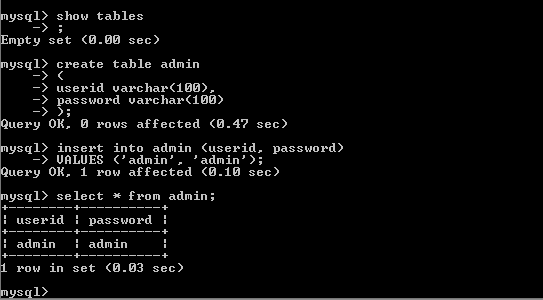 mysql> show tables
    -> ;
Empty set (0.00 sec)
mysql> create table admin
    -> (
    -> userid varchar(100),
    -> password varchar(100)
    -> );
Query OK, 0 rows affected (0.47 sec)
mysql> insert into admin (userid, password)
    -> VALUES ('admin', 'admin');
Query OK, 1 row affected (0.10 sec)
mysql> select * from admin;
+--------+----------+
| userid | password |
+--------+----------+
| admin  | admin    |
+--------+----------+
1 row in set (0.03 sec)
mysql>